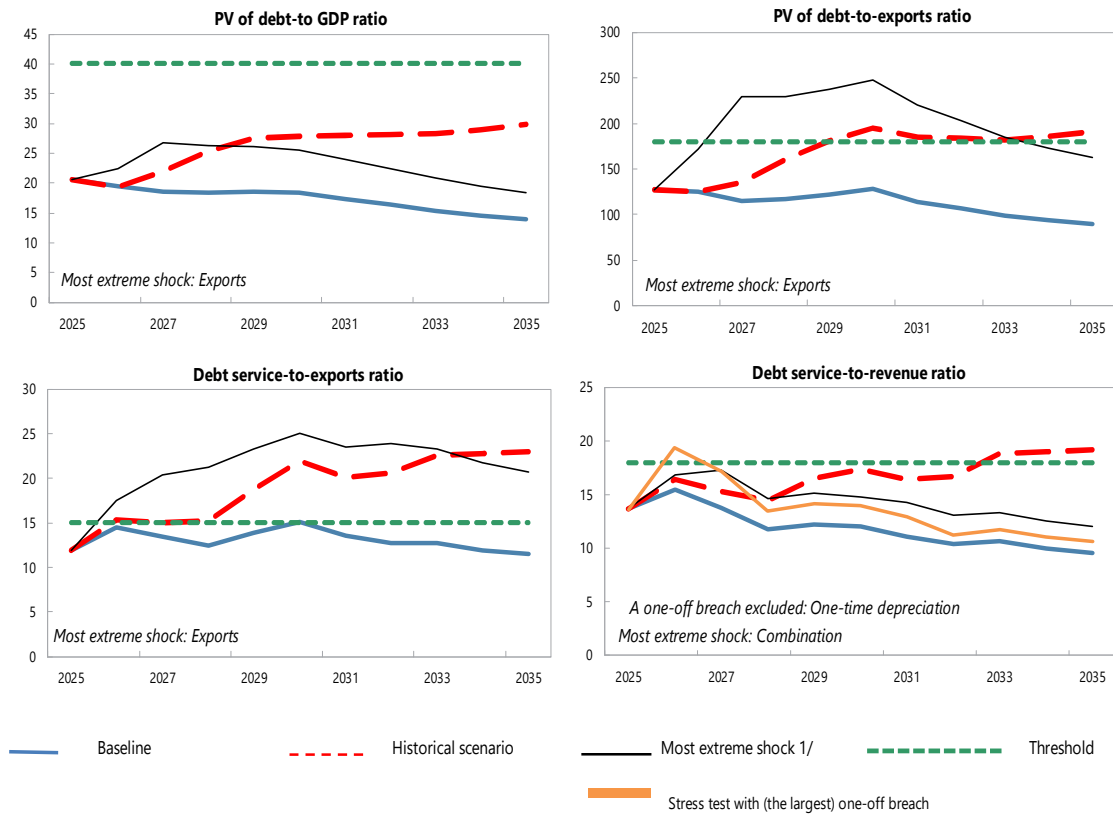 PV of debt-to GDP ratio
45
40
35
30
25
20
15
10
5
0
Most extreme shock: Exports
2025 2027 2029 2031 2033 2035
PV of debt-to-exports ratio
300
250
200
150
100
50
0
Most extreme shock: Exports
2025 2027 2029 2031 2033 2035
Debt service-to-exports ratio
30
25
20
15
10
5
0
Most extreme shock: Exports
2025 2027 2029 2031 2033 2035
Debt service-to-revenue ratio
25
20
15
10
5
0
A one-off breach excluded: One-time depreciation
Most extreme shock: Combination
2025 2027 2029 2031 2033 2035
Baseline Historical scenario Most extreme shock 1/ Threshold
Stress test with (the largest) one-off breach